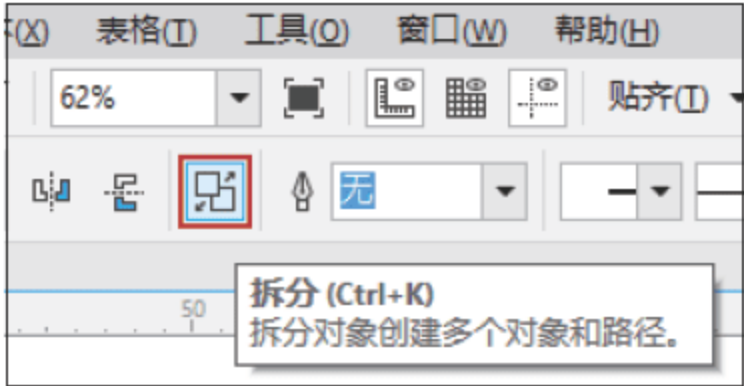 (X) 表格(T) 工具(O) 窗口(W) 帮助(H)
62% 贴齐(T)
无
50
拆分 (Ctrl+K)
拆分对象创建多个对象和路径。